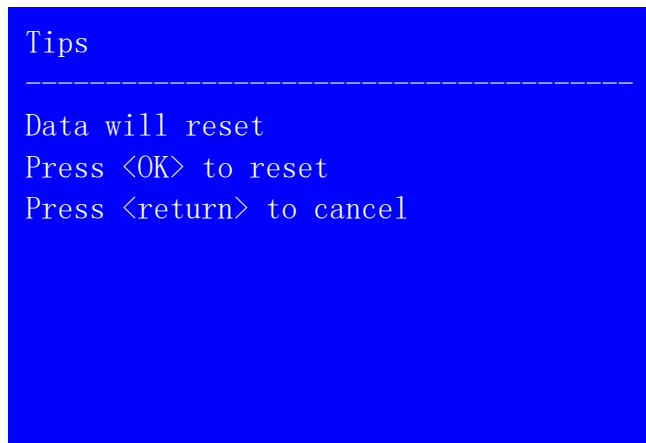 Tips
--------------------------------------
Data will reset
Press <OK> to reset
Press <return> to cancel